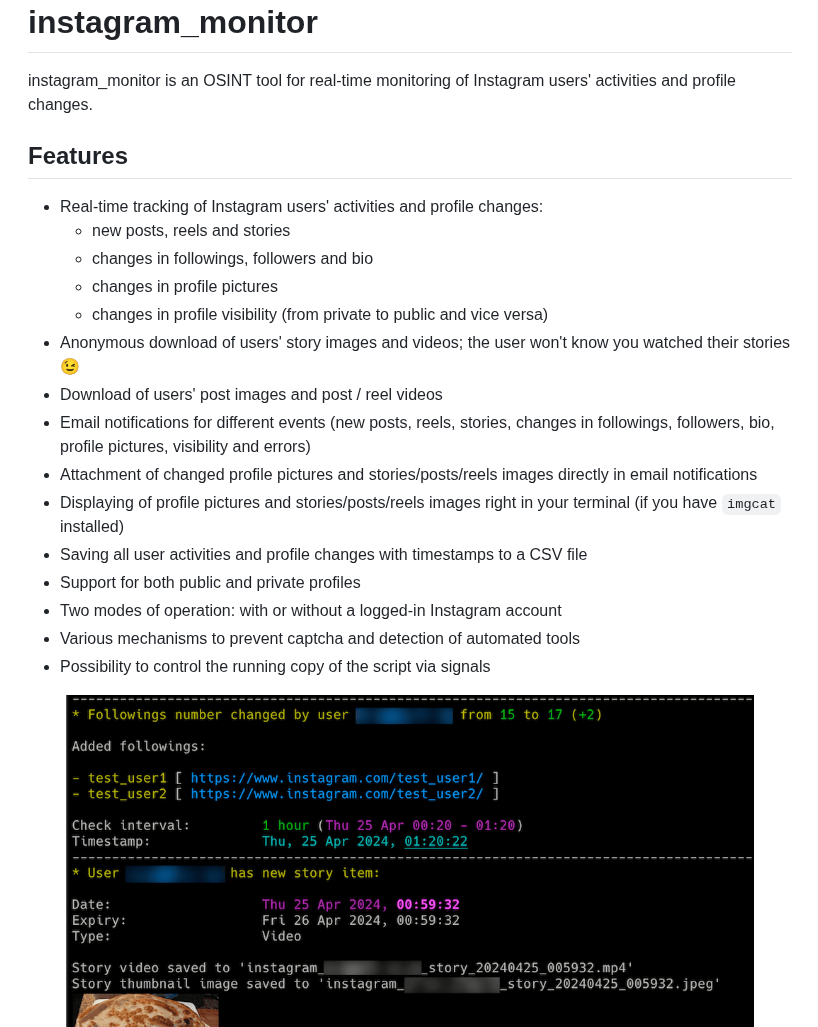 instagram_monitor
instagram_monitor is an OSINT tool for real-time monitoring of Instagram users' activities and profile
changes.
Features
Real-time tracking of Instagram users' activities and profile changes:
new posts, reels and stories
changes in followings, followers and bio
changes in profile pictures
changes in profile visibility (from private to public and vice versa)
Anonymous download of users' story images and videos; the user won't know you watched their stories
😉
Download of users' post images and post / reel videos
Email notifications for different events (new posts, reels, stories, changes in followings, followers, bio,
profile pictures, visibility and errors)
Attachment of changed profile pictures and stories/posts/reels images directly in email notifications
Displaying of profile pictures and stories/posts/reels images right in your terminal (if you have imgcat
installed)
Saving all user activities and profile changes with timestamps to a CSV file
Support for both public and private profiles
Two modes of operation: with or without a logged-in Instagram account
Various mechanisms to prevent captcha and detection of automated tools
Possibility to control the running copy of the script via signals
* Followings number changed by user from 15 to 17 (+2)
Added followings:
- test_user1 [ https://www.instagram.com/test_user1/ ]
- test_user2 [ https://www.instagram.com/test_user2/ ]
Check interval: 1 hour (Thu 25 Apr 00:20 - 01:20)
Timestamp: Thu, 25 Apr 2024, 01:20:22
* User has new story item:
Date: Thu 25 Apr 2024, 00:59:32
Expiry: Fri 26 Apr 2024, 00:59:32
Type: Video
Story video saved to 'instagram_ _story_20240425_005932.mp4'
Story thumbnail image saved to 'instagram_ _story_20240425_005932.jpeg'